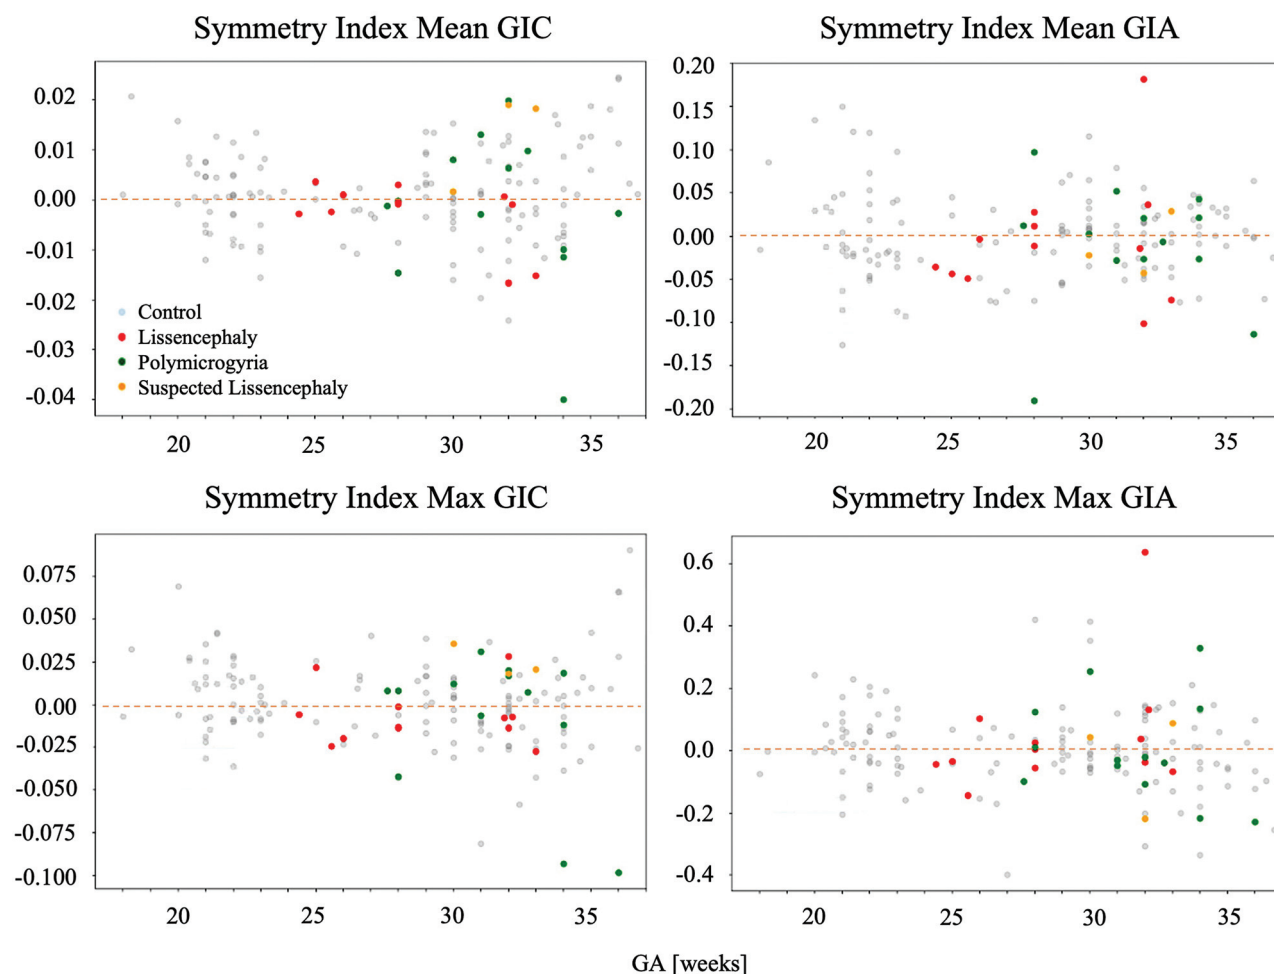 Symmetry Index Mean GIC
0.02
0.01
0.00
-0.01
-0.02
-0.03
-0.04
Control
Lissencephaly
Polymicrogyria
Suspected Lissencephaly
20 25 30 35
Symmetry Index Mean GIA
0.20
0.15
0.10
0.05
0.00
-0.05
-0.10
-0.15
-0.20
20 25 30 35
Symmetry Index Max GIC
0.075
0.050
0.025
0.00
-0.025
-0.050
-0.075
-0.100
20 25 30 35
Symmetry Index Max GIA
0.6
0.4
0.2
0.0
-0.2
-0.4
20 25 30 35
GA [weeks]